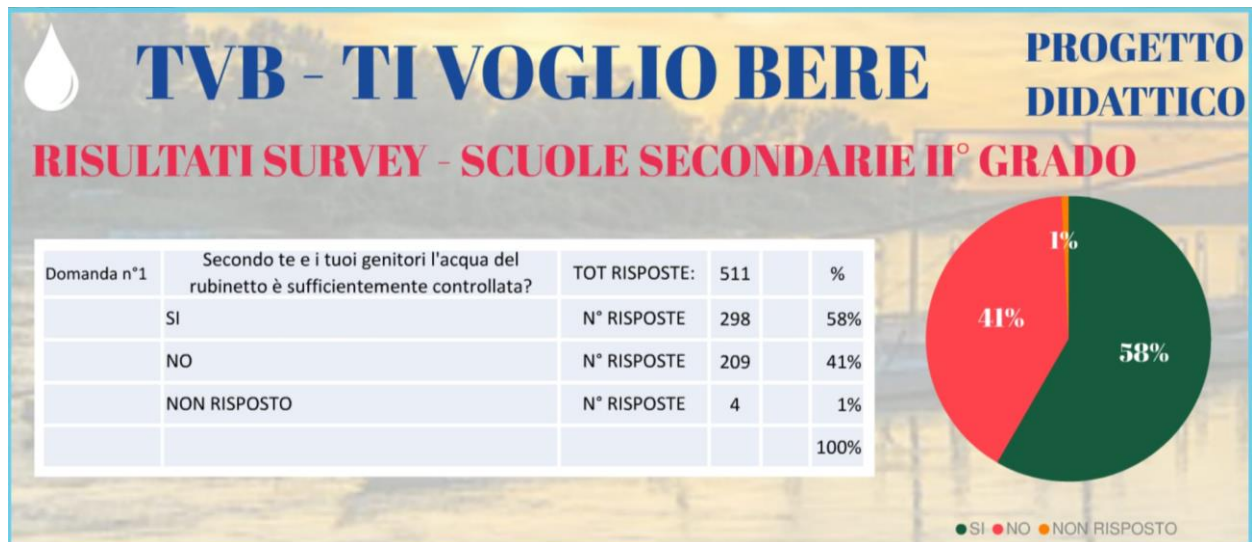 TVB - TI VOGLIO BERE
PROGETTO
DIDATTICO
RISULTATI SURVEY - SCUOLE SECONDARIE II° GRADO
Domanda n°1 Secondo te e i tuoi genitori l'acqua del
rubinetto è sufficientemente controllata? TOT RISPOSTE: 511 %
SI N° RISPOSTE 298 58%
NO N° RISPOSTE 209 41%
NON RISPOSTO N° RISPOSTE 4 1%
100%
1%
41%
58%
SI NO NON RISPOSTO